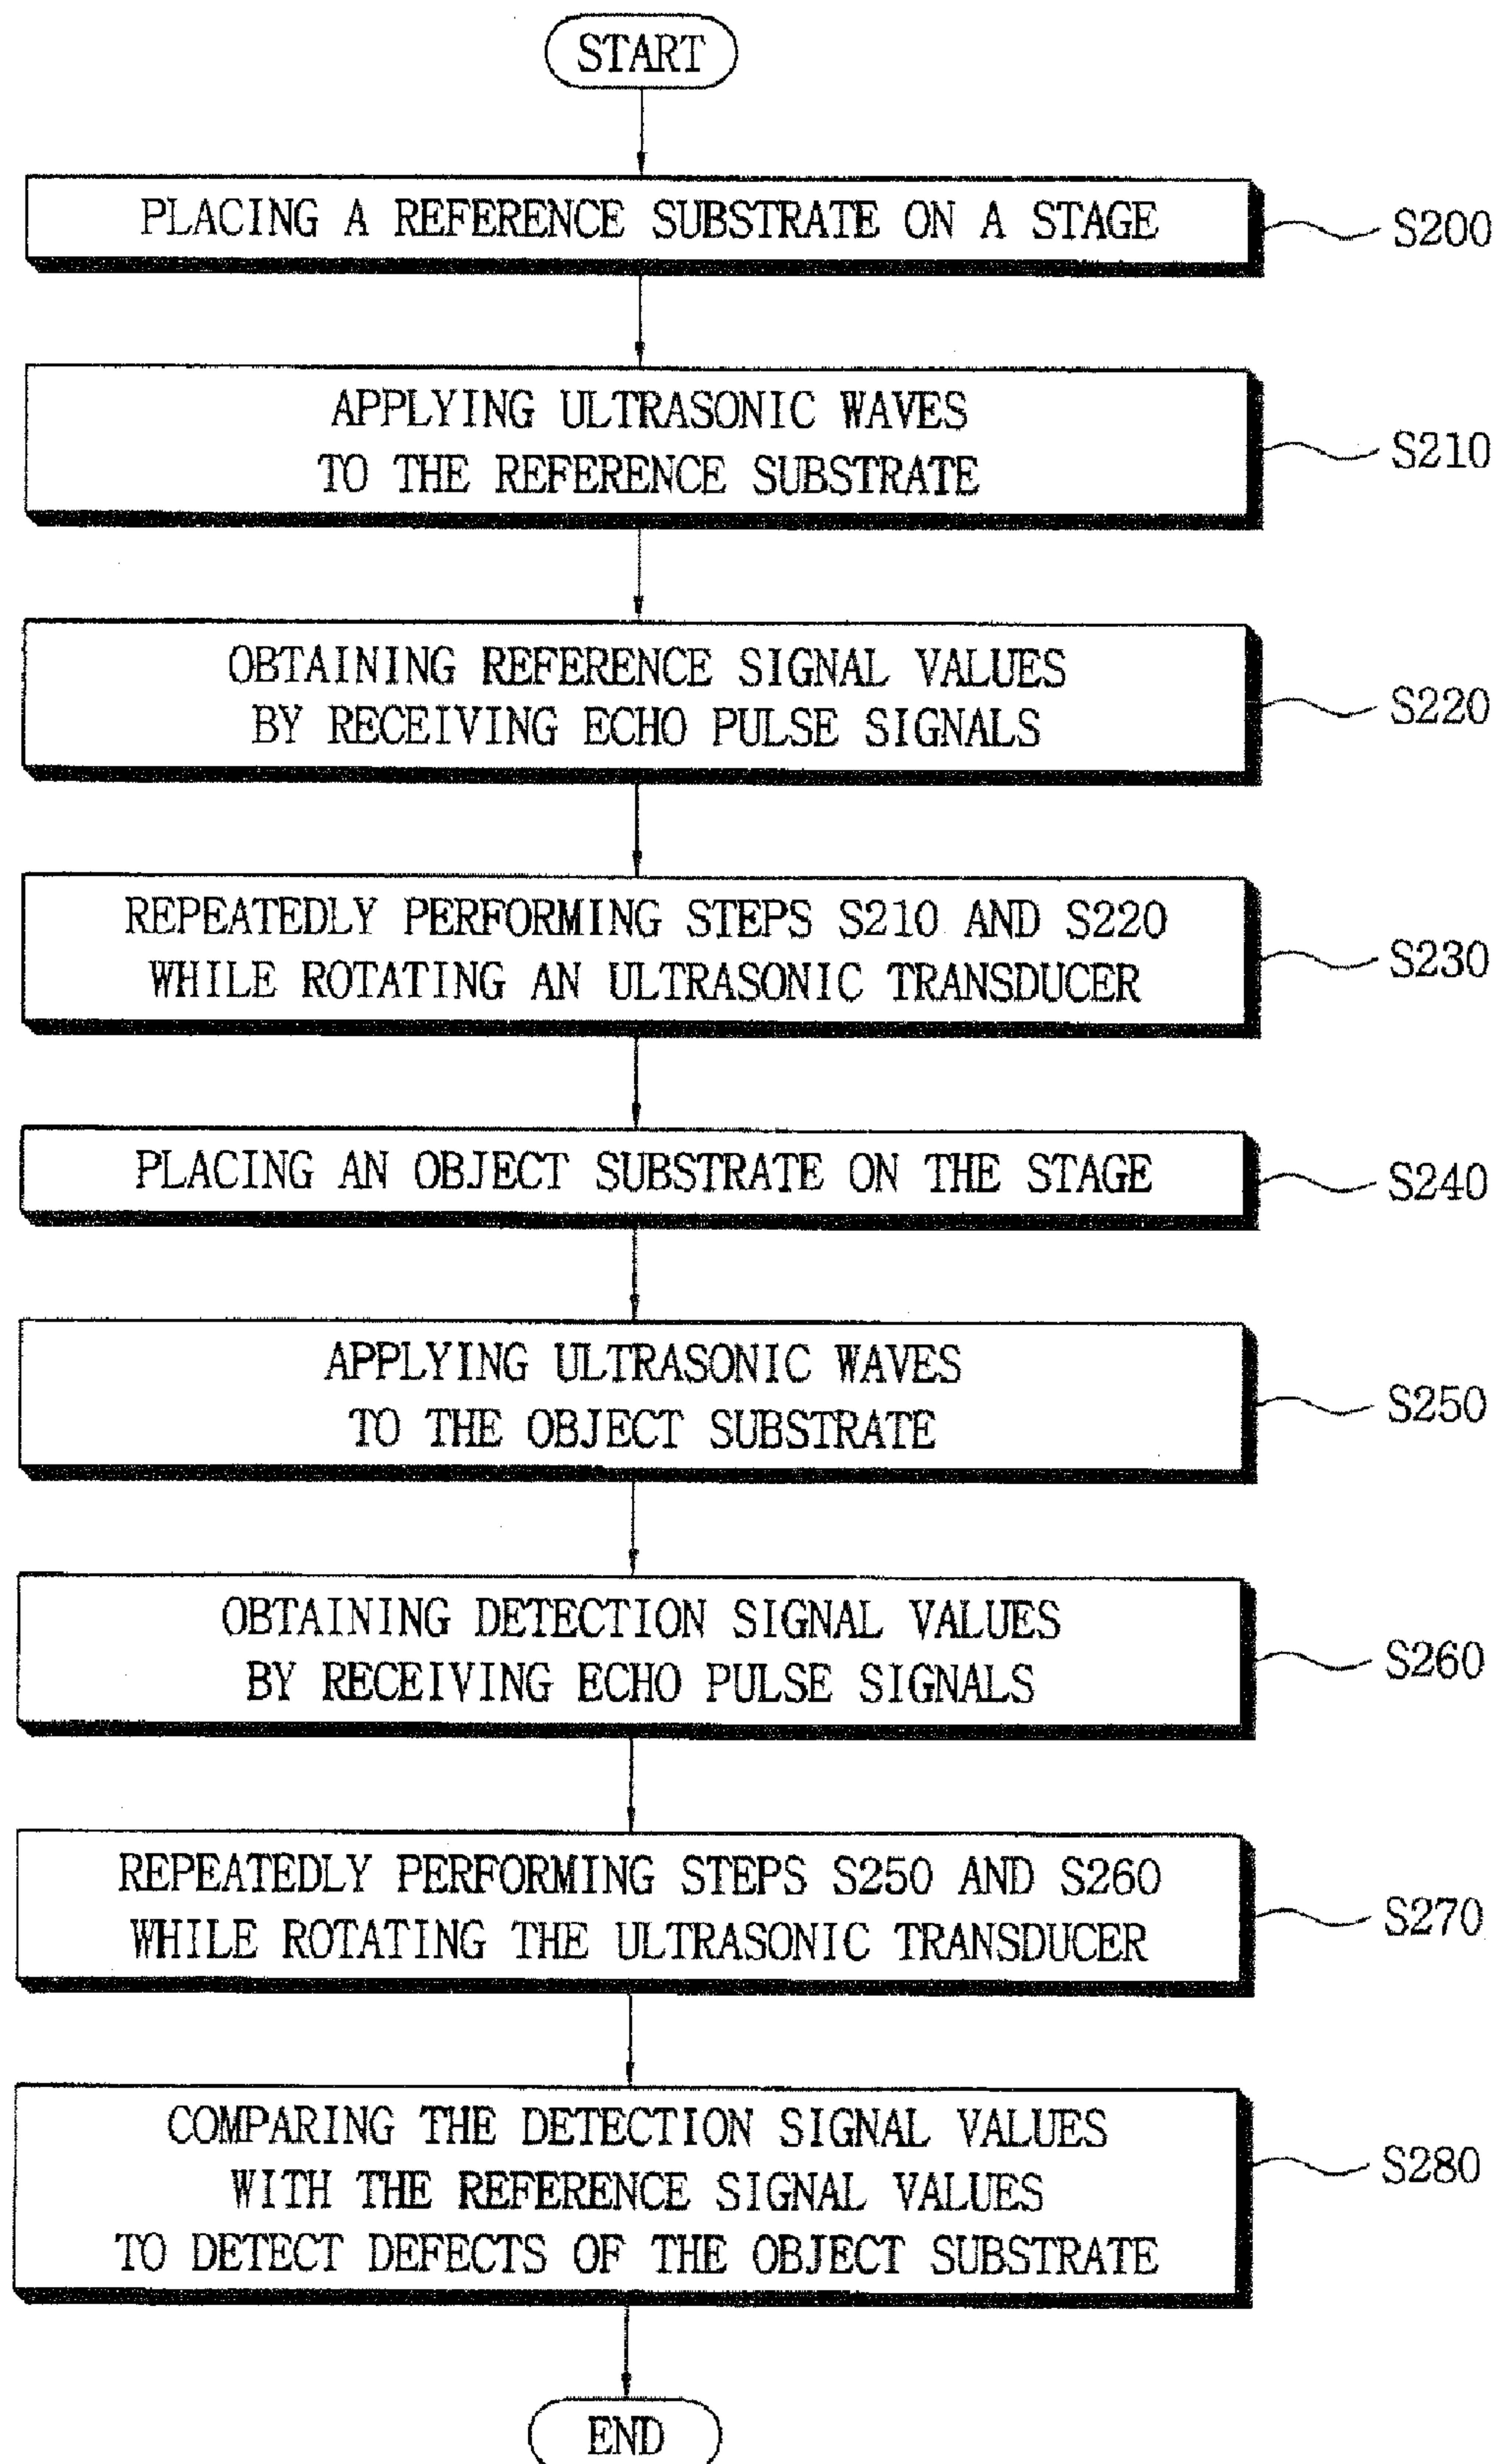 START
PLACING A REFERENCE SUBSTRATE ON A STAGE
S200
APPLYING ULTRASONIC WAVES
TO THE REFERENCE SUBSTRATE
S210
OBTAINING REFERENCE SIGNAL VALUES
BY RECEIVING ECHO PULSE SIGNALS
S220
REPEATEDLY PERFORMING STEPS S210 AND S220
WHILE ROTATING AN ULTRASONIC TRANSDUCER
S230
PLACING AN OBJECT SUBSTRATE ON THE STAGE
S240
APPLYING ULTRASONIC WAVES
TO THE OBJECT SUBSTRATE
S250
OBTAINING DETECTION SIGNAL VALUES
BY RECEIVING ECHO PULSE SIGNALS
S260
REPEATEDLY PERFORMING STEPS S250 AND S260
WHILE ROTATING THE ULTRASONIC TRANSDUCER
S270
COMPARING THE DETECTION SIGNAL VALUES
WITH THE REFERENCE SIGNAL VALUES
TO DETECT DEFECTS OF THE OBJECT SUBSTRATE
S280
END